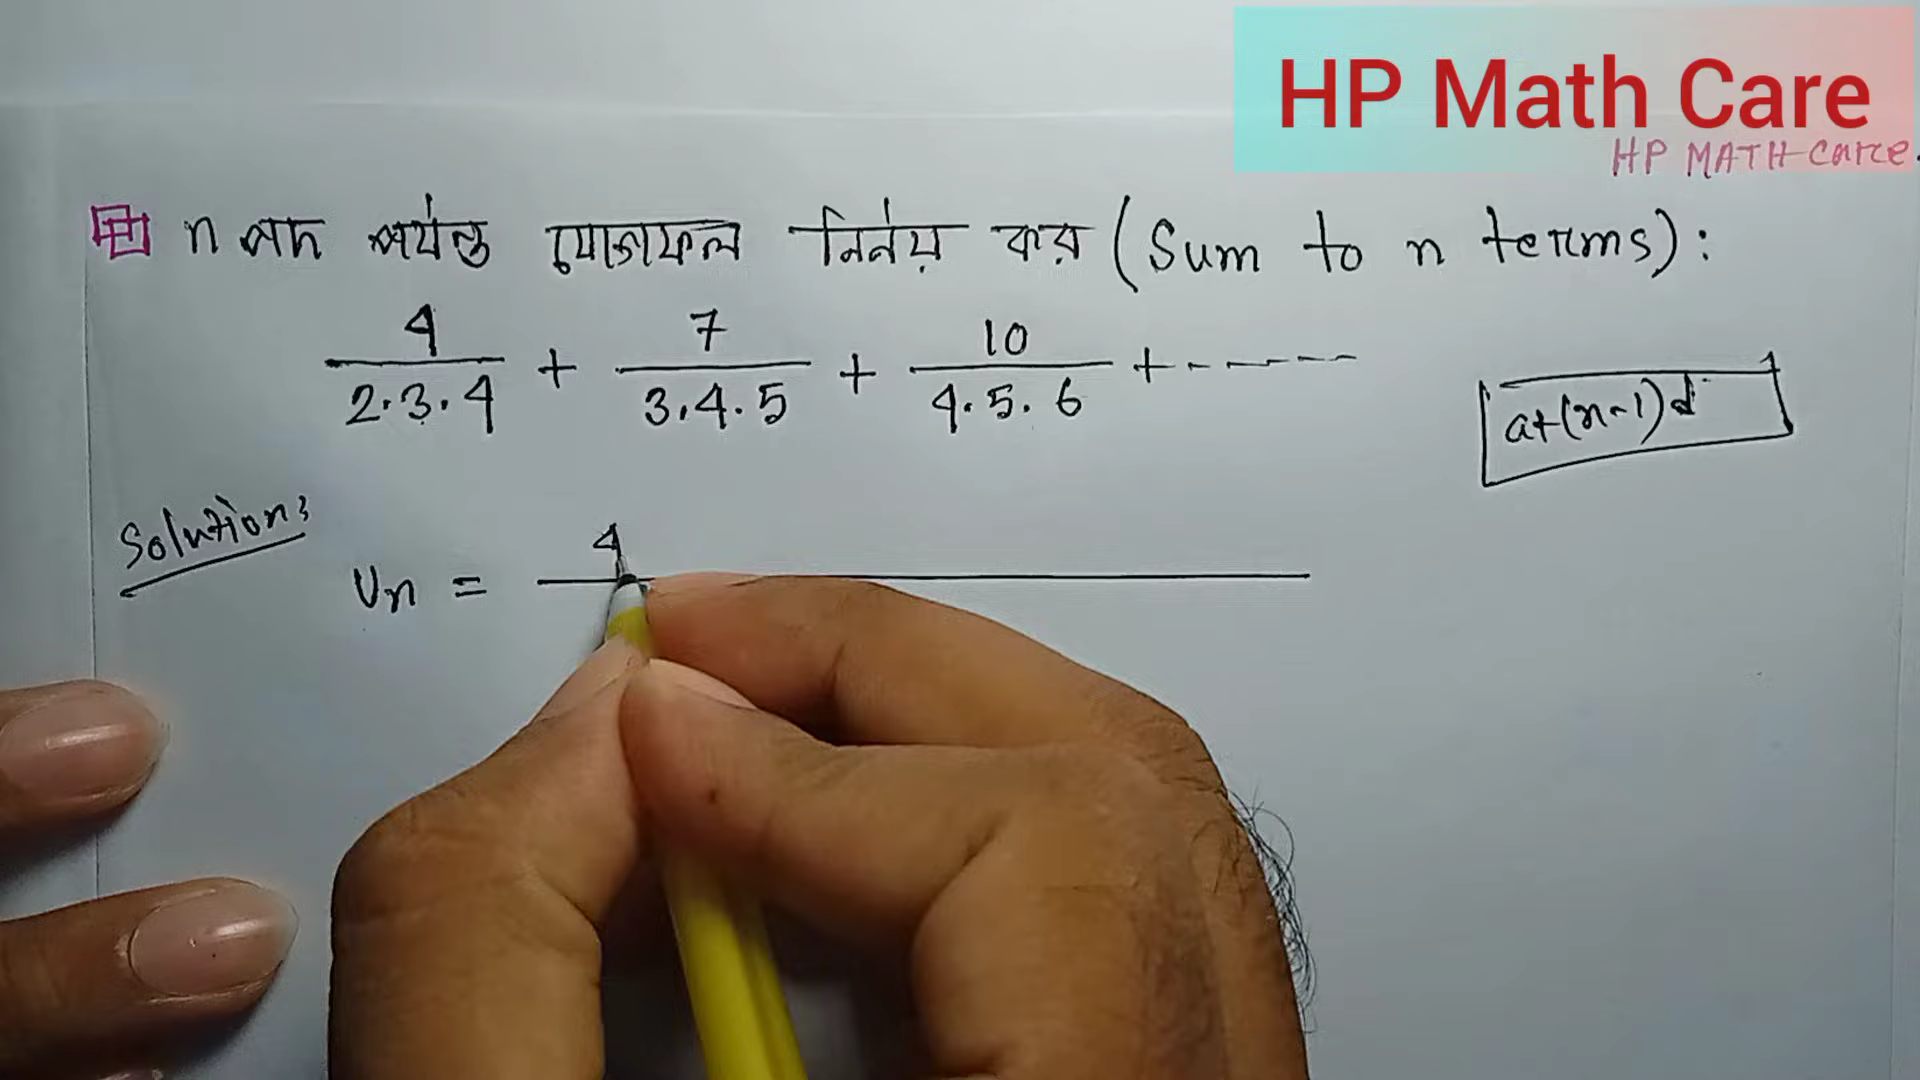 HP Math Care
HP MATH Care.
n পদ পর্যন্ত যোগফল নির্নয় কর (Sum to n terms):
4/2.3.4 + 7/3.4.5 + 10/4.5.6 + -----
a+(n-1)d
Solution:
Un = 4